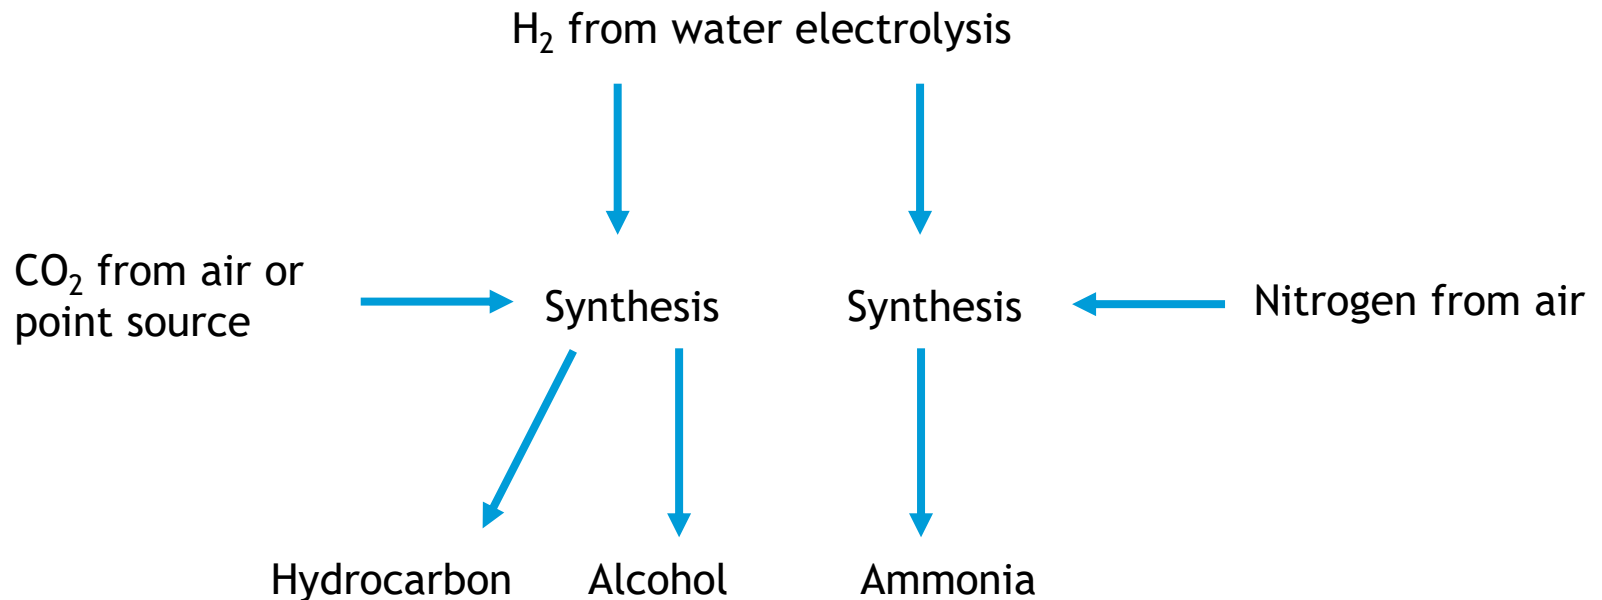 H₂ from water electrolysis
CO₂ from air or
point source
Synthesis
Synthesis
Nitrogen from air
Hydrocarbon
Alcohol
Ammonia